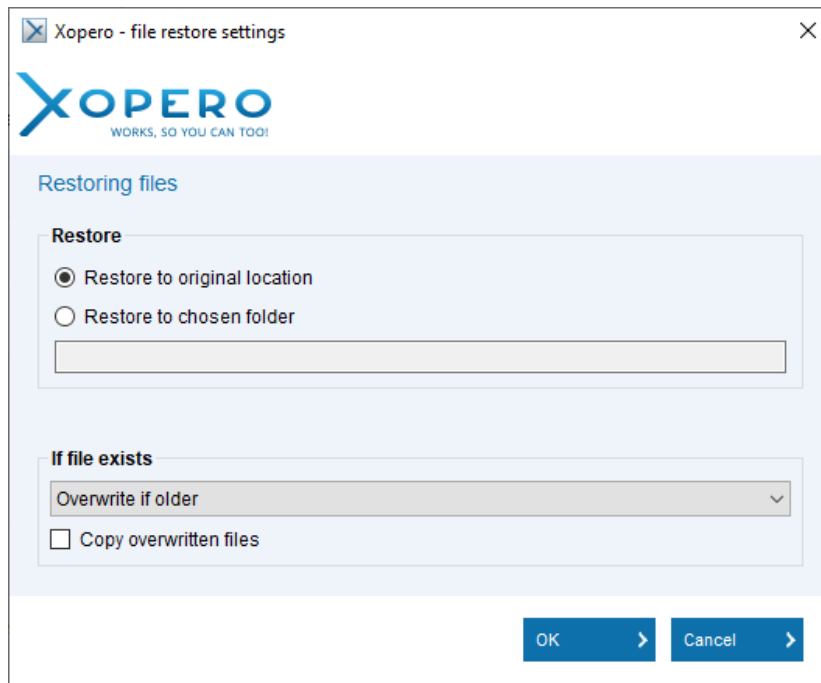 Xopero - file restore settings
XOPERO
WORKS, SO YOU CAN TOO!
Restoring files
Restore
Restore to original location
Restore to chosen folder
If file exists
Overwrite if older
Copy overwritten files
OK
Cancel